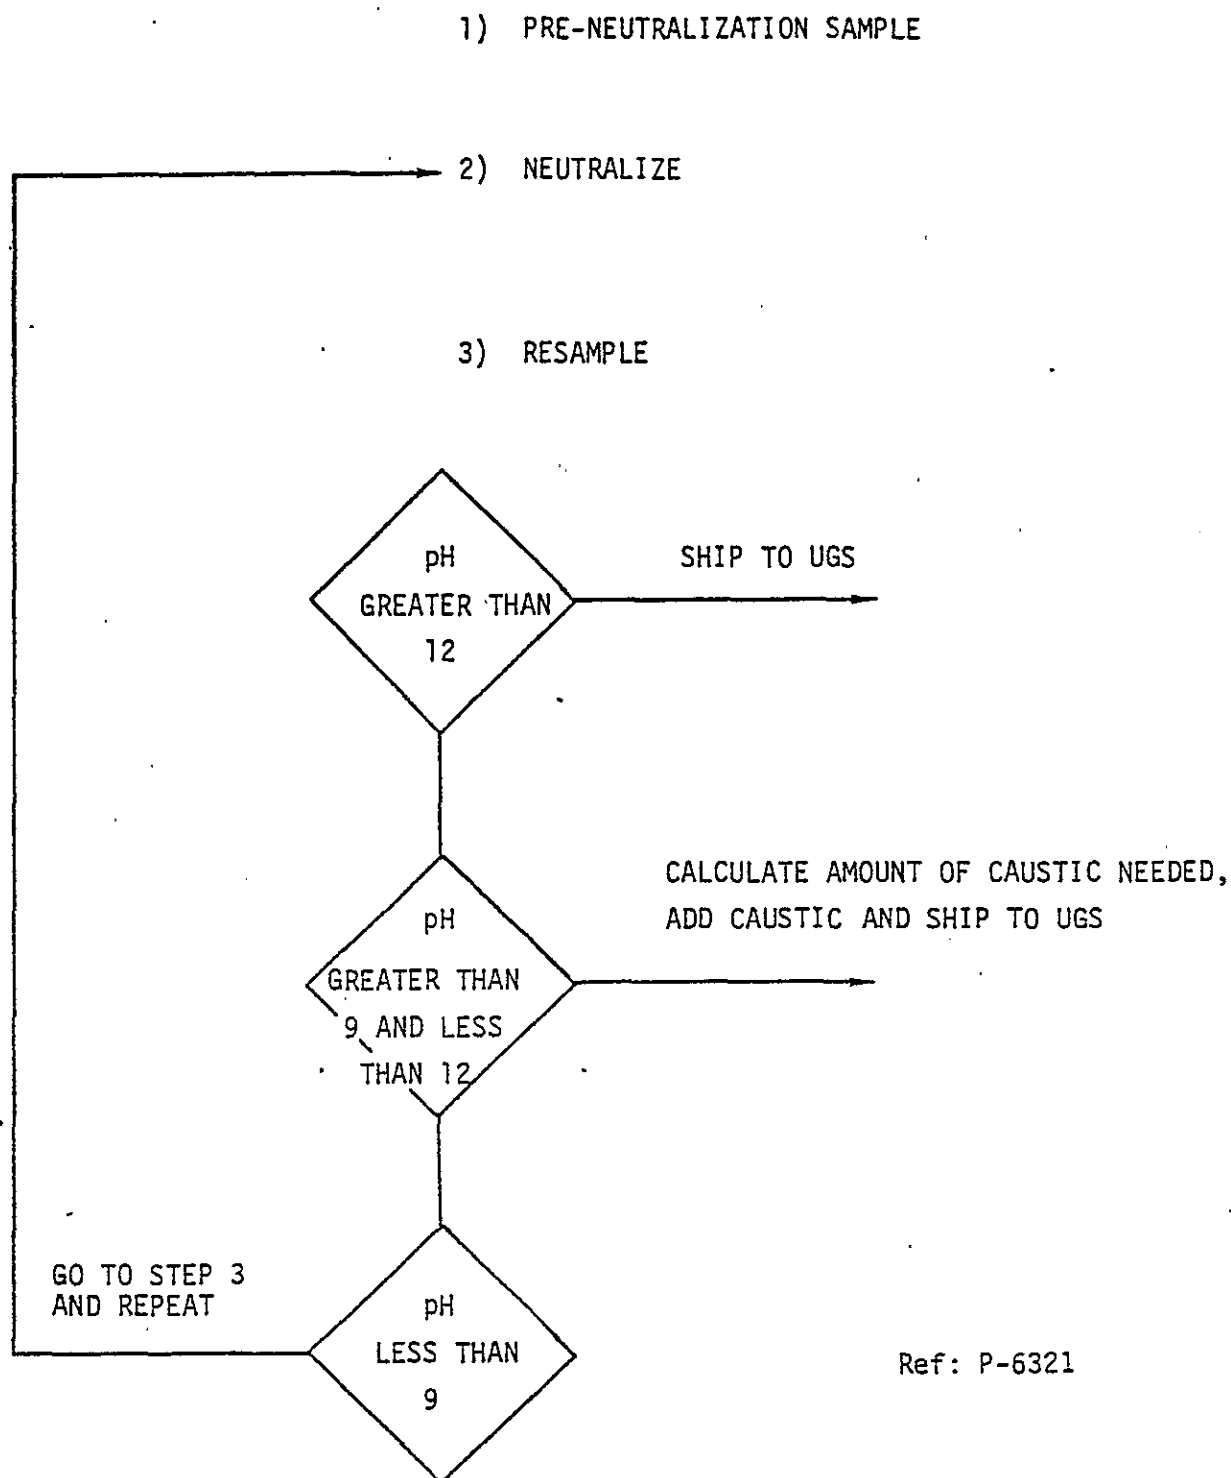 1) PRE-NEUTRALIZATION SAMPLE
2) NEUTRALIZE
3) RESAMPLE
pH
GREATER THAN
12
SHIP TO UGS
pH
GREATER THAN
9 AND LESS
THAN 12
CALCULATE AMOUNT OF CAUSTIC NEEDED,
ADD CAUSTIC AND SHIP TO UGS
GO TO STEP 3
AND REPEAT
pH
LESS THAN
9
Ref: P-6321